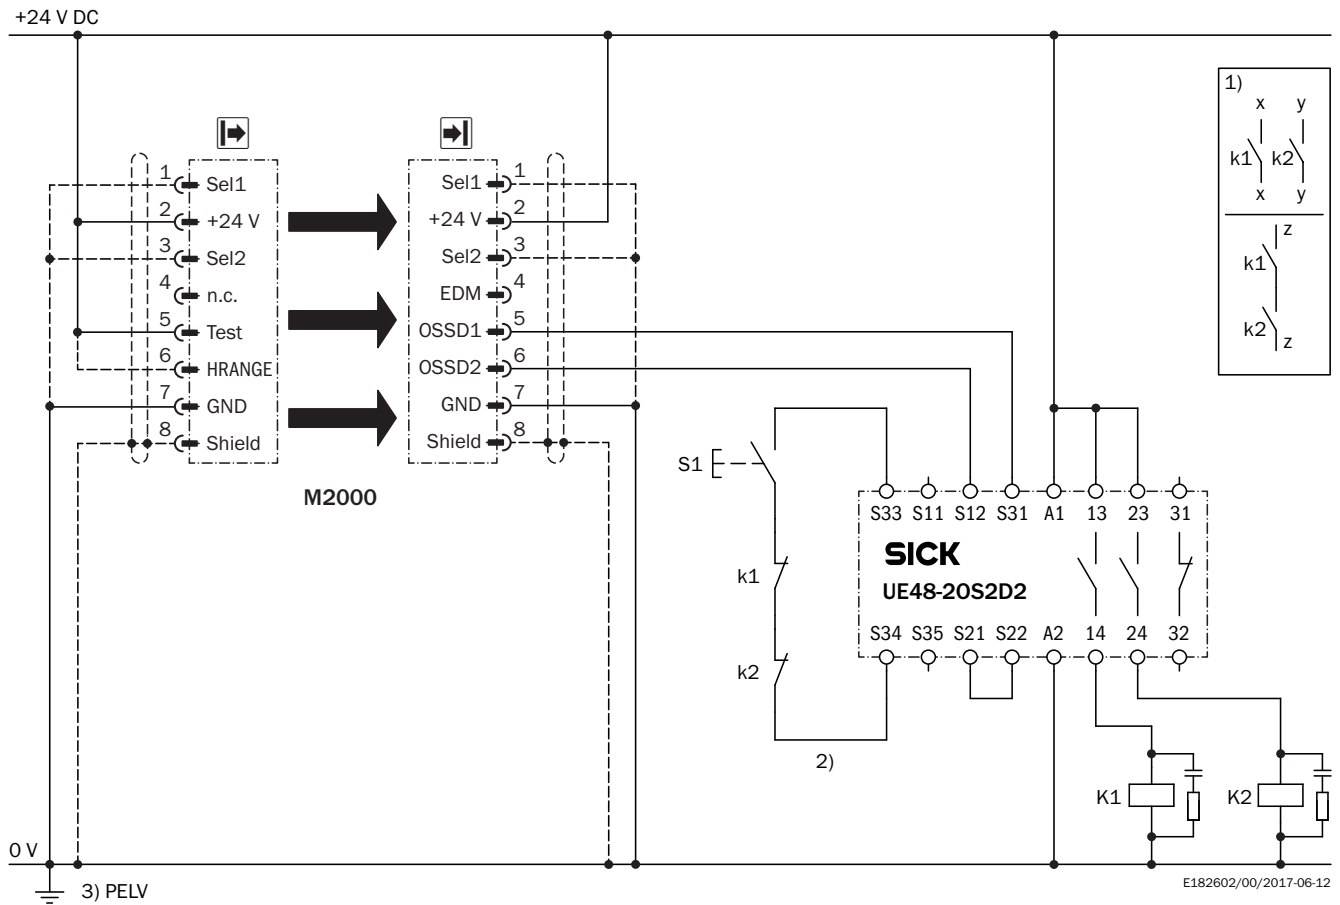 +24 V DC
1)
x y
k1 k2
x y
z
k1
k2
z
1 Sel1
2 +24 V
3 Sel2
4 n.c.
5 Test
6 HRANGE
7 GND
8 Shield
Sel1 1
+24 V 2
Sel2 3
EDM 4
OSSD1 5
OSSD2 6
GND 7
Shield 8
M2000
S1
k1
k2
2)
S33 S11 S12 S31 A1 13 23 31
SICK
UE48-2OS2D2
S34 S35 S21 S22 A2 14 24 32
K1
K2
0 V
3) PELV
E182602/00/2017-06-12